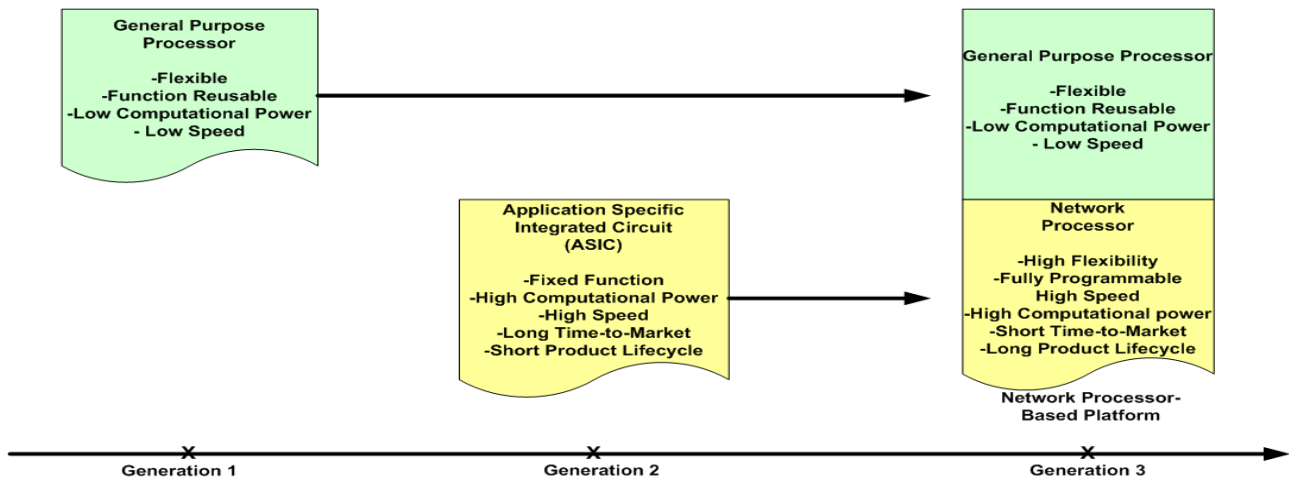 General Purpose
Processor
-Flexible
-Function Reusable
-Low Computational Power
- Low Speed
Application Specific
Integrated Circuit
(ASIC)
-Fixed Function
-High Computational Power
-High Speed
-Long Time-to-Market
-Short Product Lifecycle
General Purpose Processor
-Flexible
-Function Reusable
-Low Computational Power
- Low Speed
Network
Processor
-High Flexibility
-Fully Programmable
High Speed
-High Computational power
-Short Time-to-Market
-Long Product Lifecycle
Network Processor-
Based Platform
X
X
X
Generation 1
Generation 2
Generation 3